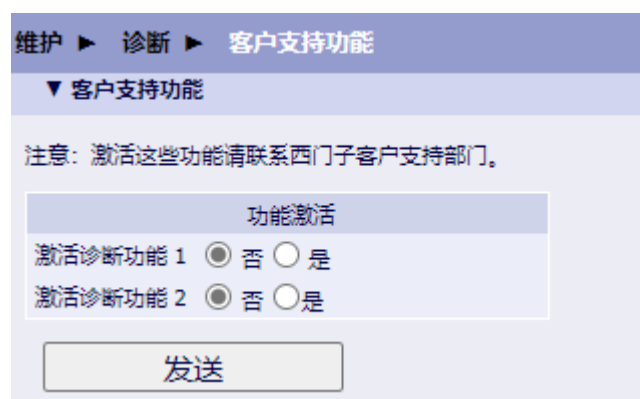 维护 ► 诊断 ► 客户支持功能
▼ 客户支持功能
注意：激活这些功能请联系西门子客户支持部门。
功能激活
激活诊断功能 1 否 是
激活诊断功能 2 否 是
发送